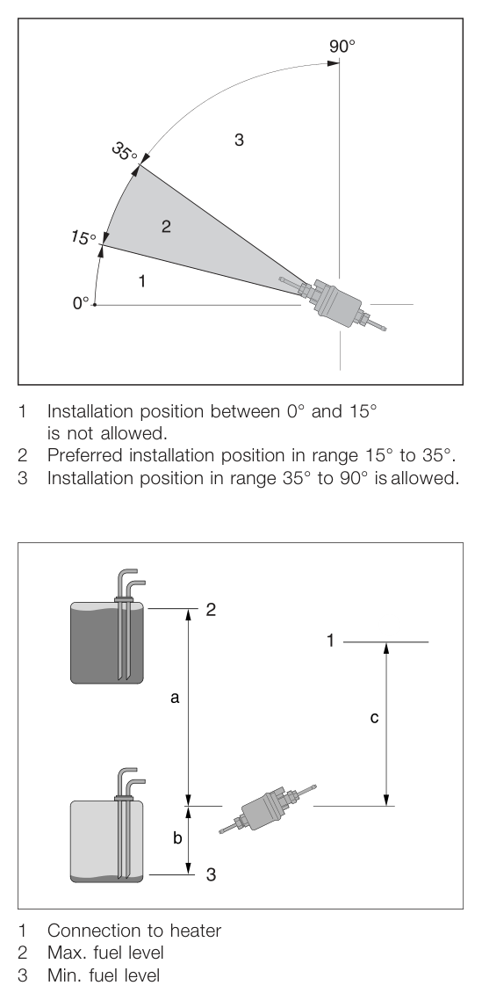 90°
3
35°
2
15°
1
0°
1 Installation position between 0° and 15°
is not allowed.
2 Preferred installation position in range 15° to 35°.
3 Installation position in range 35° to 90° is allowed.
2
1
a
c
b
3
1 Connection to heater
2 Max. fuel level
3 Min. fuel level